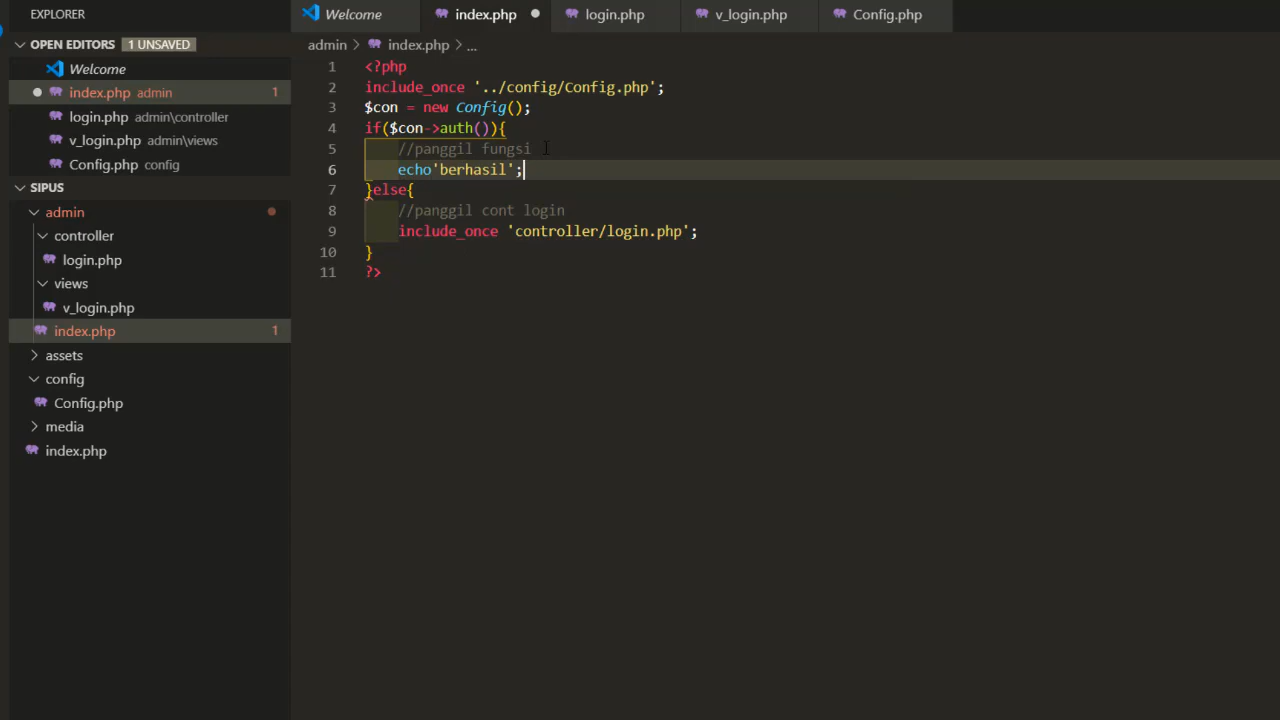 EXPLORER
OPEN EDITORS 1 UNSAVED
Welcome
index.php admin 1
login.php admin\controller
v_login.php admin\views
Config.php config
SIPUS
admin
controller
login.php
views
v_login.php
index.php 1
assets
config
Config.php
media
index.php
Welcome index.php login.php v_login.php Config.php
admin > index.php > ...
1 <?php
2 include_once '../config/Config.php';
3 $con = new Config();
4 if($con->auth()){
5 //panggil fungsi
6 echo'berhasil';
7 }else{
8 //panggil cont login
9 include_once 'controller/login.php';
10 }
11 ?>